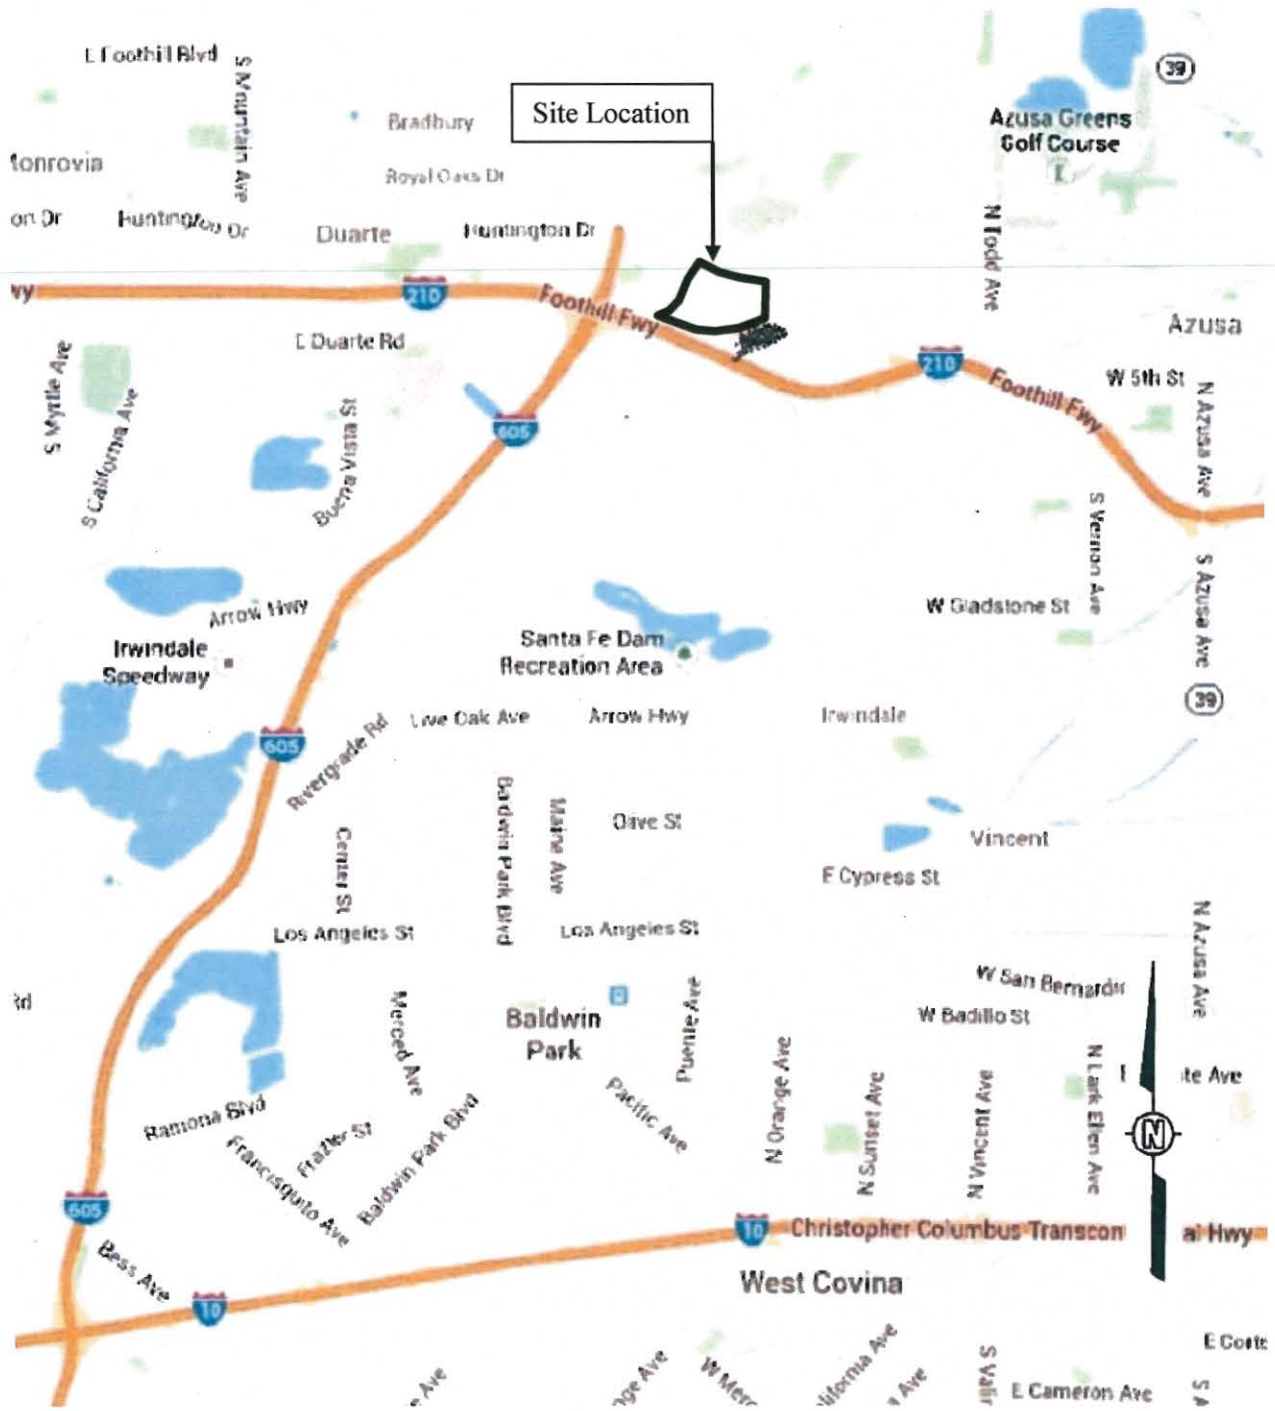 E Foothill Blvd
S Mountain Ave
39
Site Location
Bradbury
Azusa Greens
Golf Course
Royal Oaks Dr
on Dr
Huntington Dr
Duarte
Huntington Dr
N Todd Ave
210
Foothill Fwy
Azusa
E Duarte Rd
210
Foothill Fwy
W 5th St
S Myrtle Ave
S California Ave
Buena Vista St
605
N Azusa Ave
S Vernon Ave
S Azusa Ave
Arrow Hwy
W Gladstone St
Irwindale
Speedway
Santa Fe Dam
Recreation Area
39
Live Oak Ave
Arrow Hwy
Irwindale
605
Rivergrade Rd
Baldwin Park Blvd
Maine Ave
Olive St
Center St
Vincent
E Cypress St
Los Angeles St
Los Angeles St
N Azusa Ave
Rd
W San Bernardin
W Badillo St
Merced Ave
Baldwin
Park
Puente Ave
N Orange Ave
N Sunset Ave
N Vincent Ave
N Lark Ellen Ave
te Ave
Ramona Blvd
Frazier St
Francisquito Ave
Baldwin Park Blvd
Pacific Ave
N
605
10
Christopher Columbus Transcon
al Hwy
Bess Ave
West Covina
10
E Cameron Ave